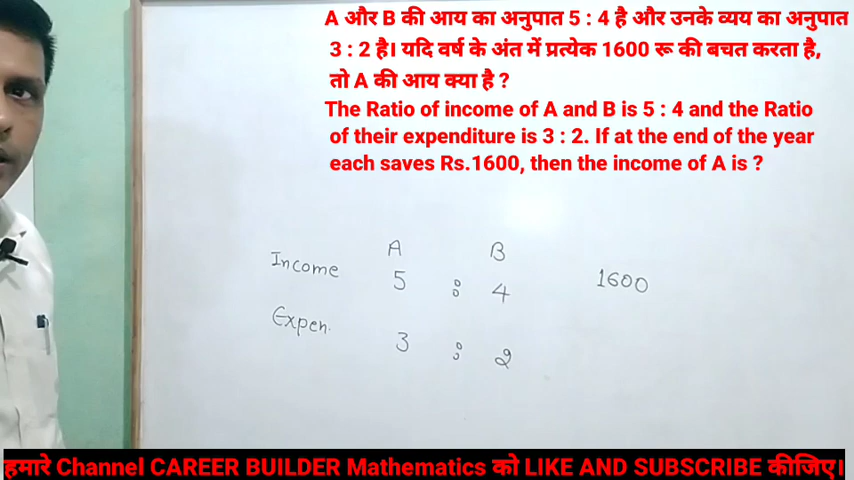 A और B की आय का अनुपात 5 : 4 है और उनके व्यय का अनुपात
3 : 2 है। यदि वर्ष के अंत में प्रत्येक 1600 रू की बचत करता है,
तो A की आय क्या है ?
The Ratio of income of A and B is 5 : 4 and the Ratio
of their expenditure is 3 : 2. If at the end of the year
each saves Rs.1600, then the income of A is ?
A B
Income 5 : 4 1600
Expen. 3 : 2
हमारे Channel CAREER BUILDER Mathematics को LIKE AND SUBSCRIBE कीजिए।